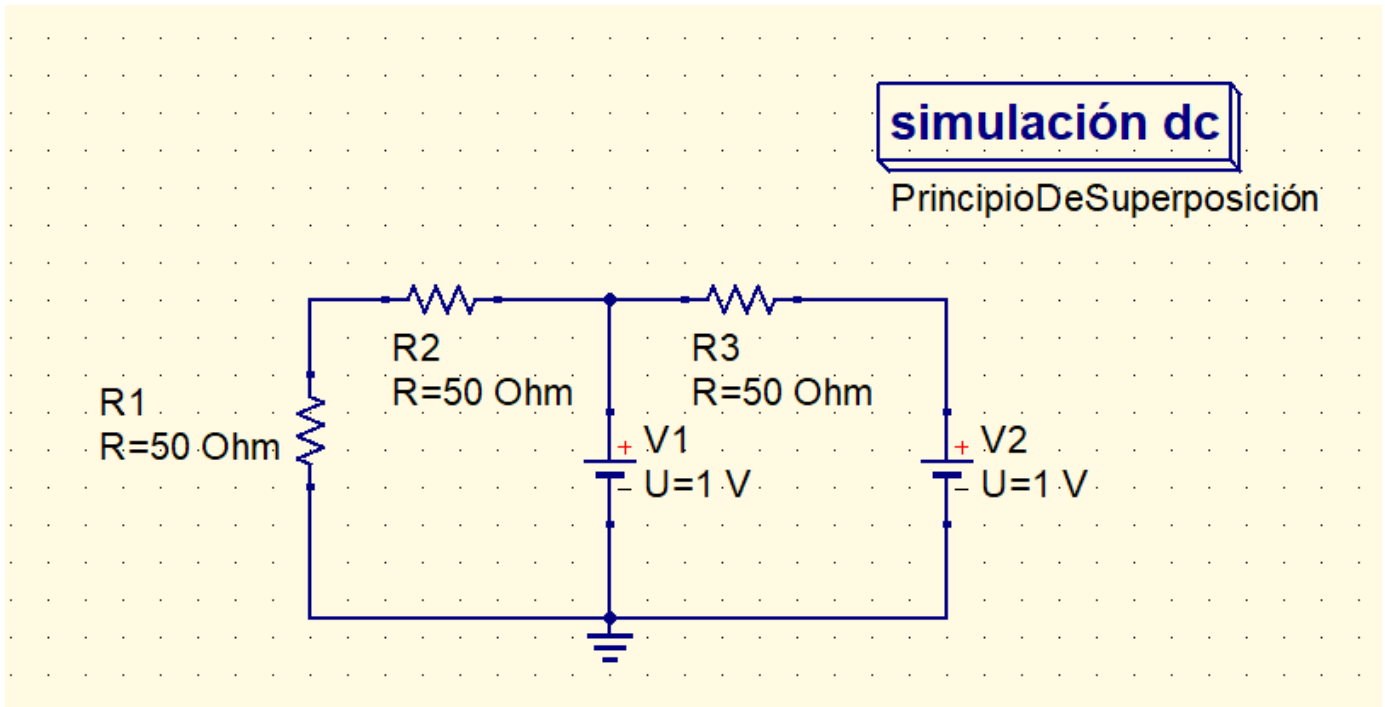 simulación dc
PrincipioDeSuperposición
R2
R=50 Ohm
R3
R=50 Ohm
R1
R=50 Ohm
+ V1
- U=1 V
+ V2
- U=1 V